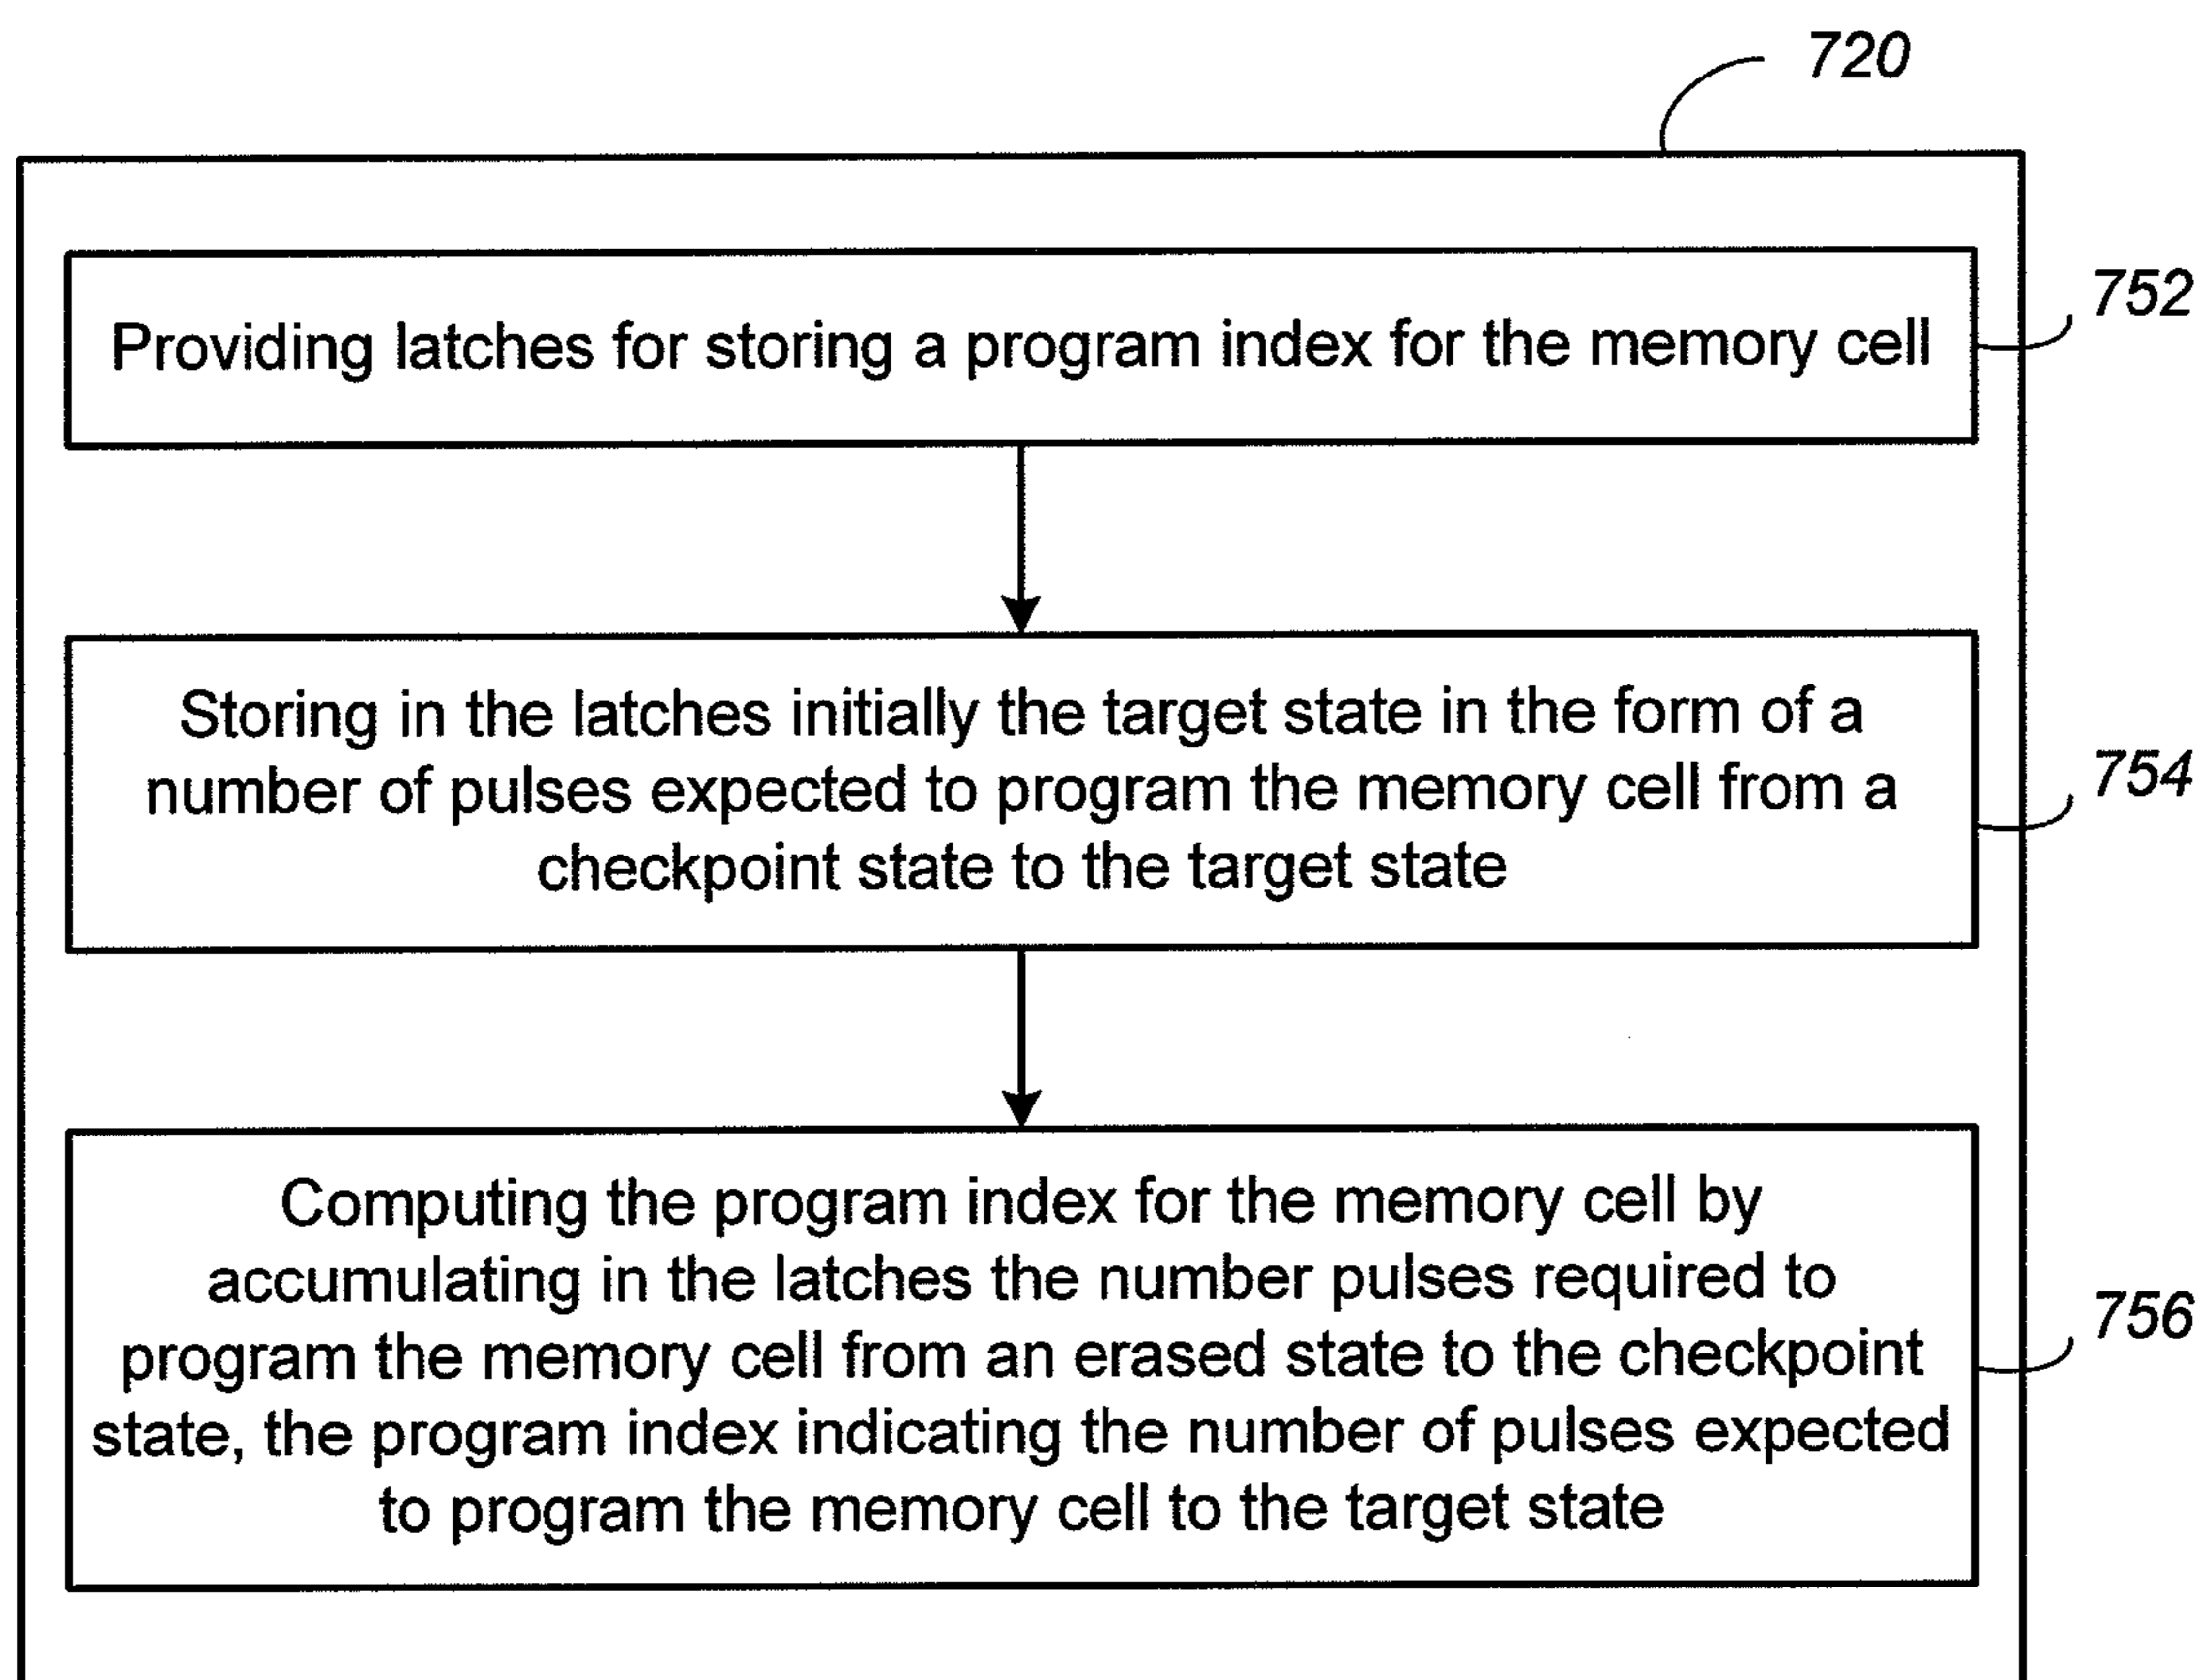 720
Providing latches for storing a program index for the memory cell
752
Storing in the latches initially the target state in the form of a
number of pulses expected to program the memory cell from a
checkpoint state to the target state
754
Computing the program index for the memory cell by
accumulating in the latches the number pulses required to
program the memory cell from an erased state to the checkpoint
state, the program index indicating the number of pulses expected
to program the memory cell to the target state
756